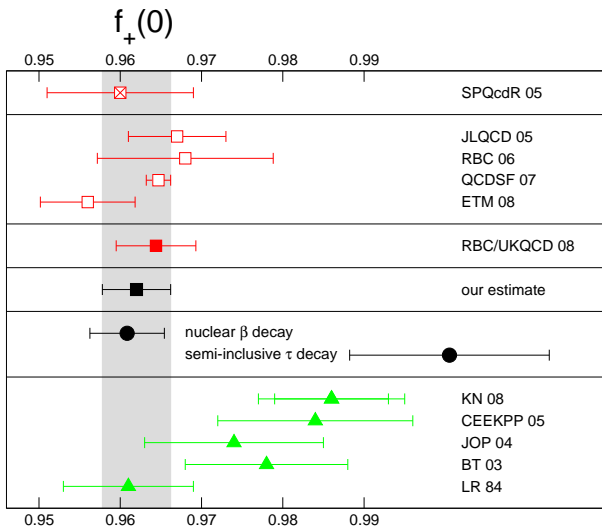 f+(0)
0.95 0.96 0.97 0.98 0.99
SPQcdR 05
JLQCD 05
RBC 06
QCDSF 07
ETM 08
RBC/UKQCD 08
our estimate
nuclear β decay
semi-inclusive τ decay
KN 08
CEEKPP 05
JOP 04
BT 03
LR 84
0.95 0.96 0.97 0.98 0.99